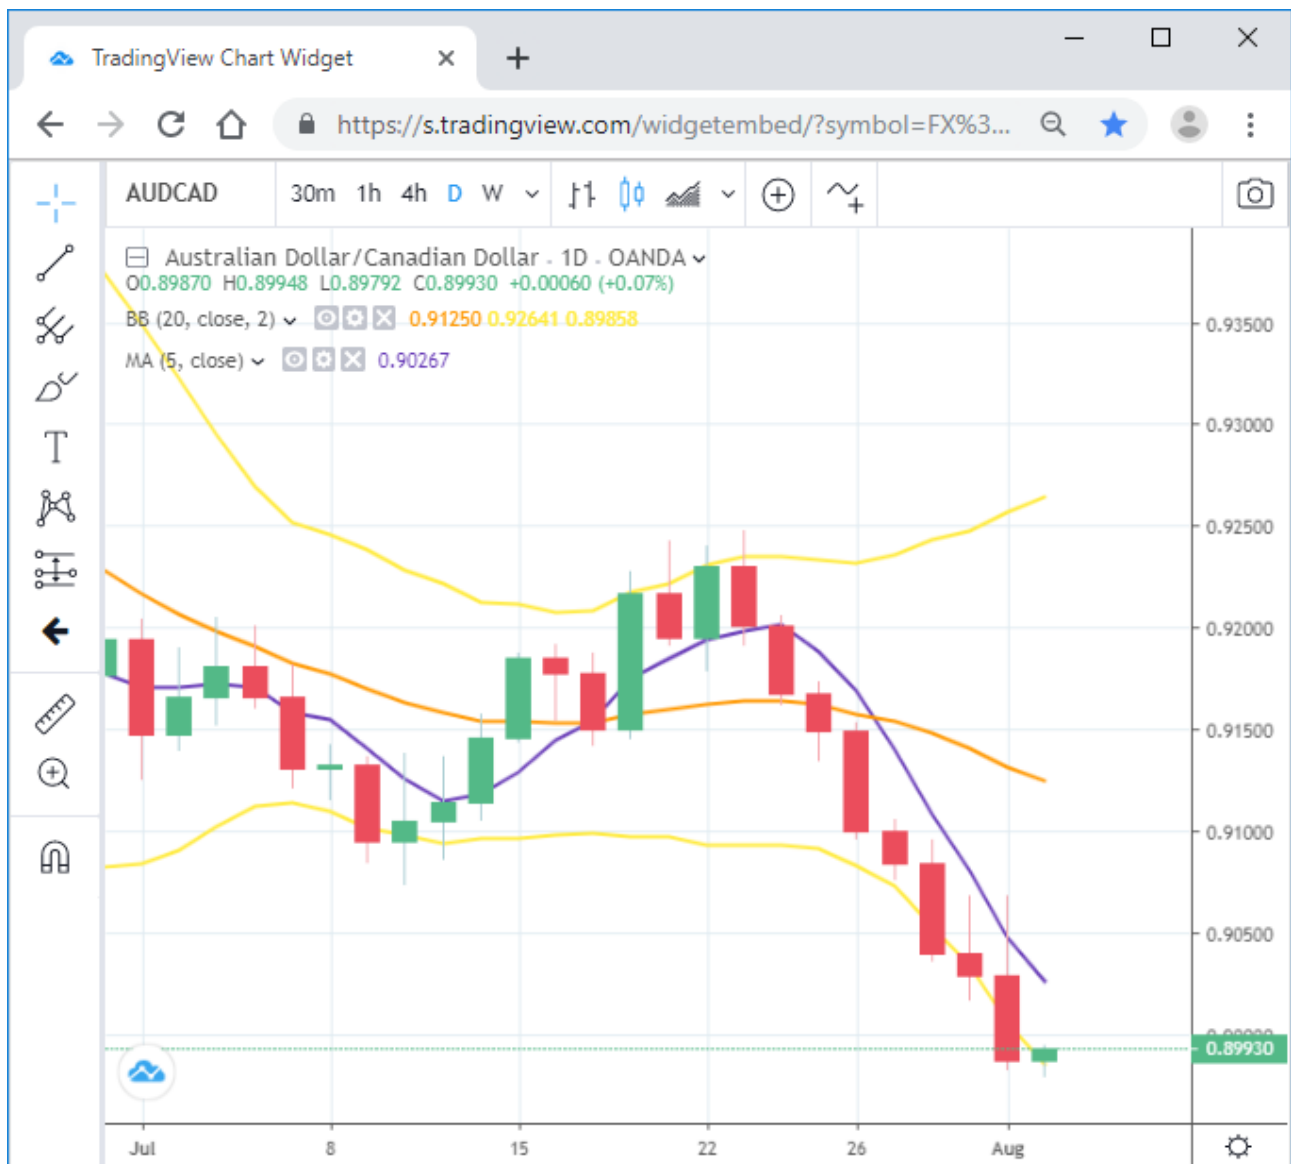 TradingView Chart Widget
https://s.tradingview.com/widgetembed/?symbol=FX%3...
AUDCAD 30m 1h 4h D W
Australian Dollar/Canadian Dollar · 1D · OANDA
O0.89870 H0.89948 L0.89792 C0.89930 +0.00060 (+0.07%)
BB (20, close, 2) 0.91250 0.92641 0.89858
MA (5, close) 0.90267
T
0.93500
0.93000
0.92500
0.92000
0.91500
0.91000
0.90500
0.90000
0.89930
Jul 8 15 22 26 Aug